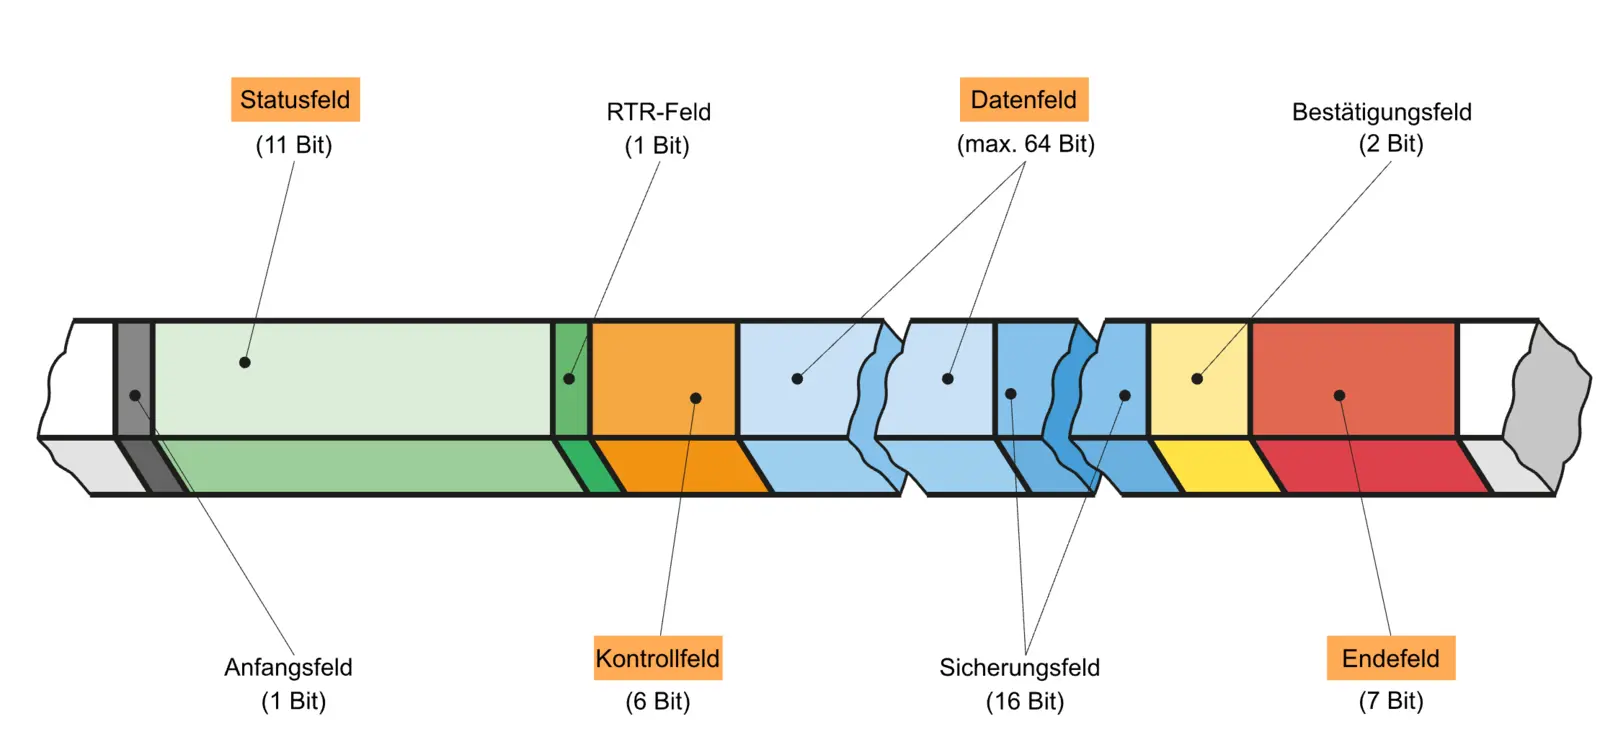 Statusfeld
(11 Bit)
RTR-Feld
(1 Bit)
Datenfeld
(max. 64 Bit)
Bestätigungsfeld
(2 Bit)
Anfangsfeld
(1 Bit)
Kontrollfeld
(6 Bit)
Sicherungsfeld
(16 Bit)
Endefeld
(7 Bit)